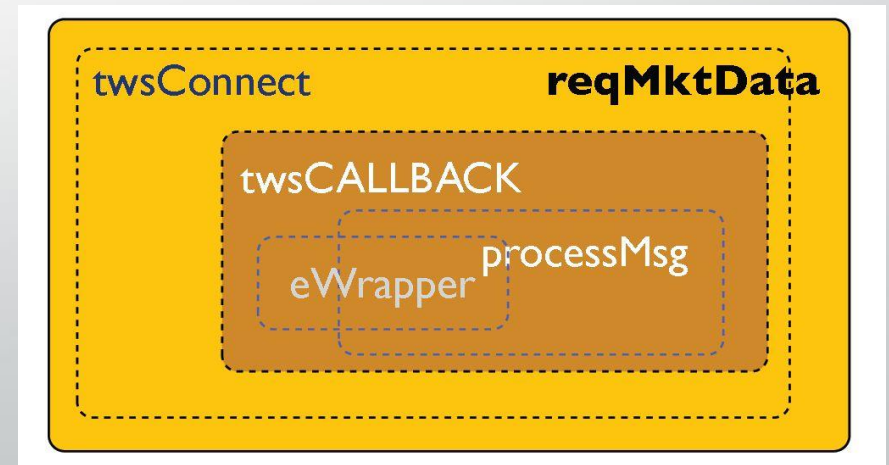 twsConnect
reqMktData
twsCALLBACK
processMsg
eWrapper